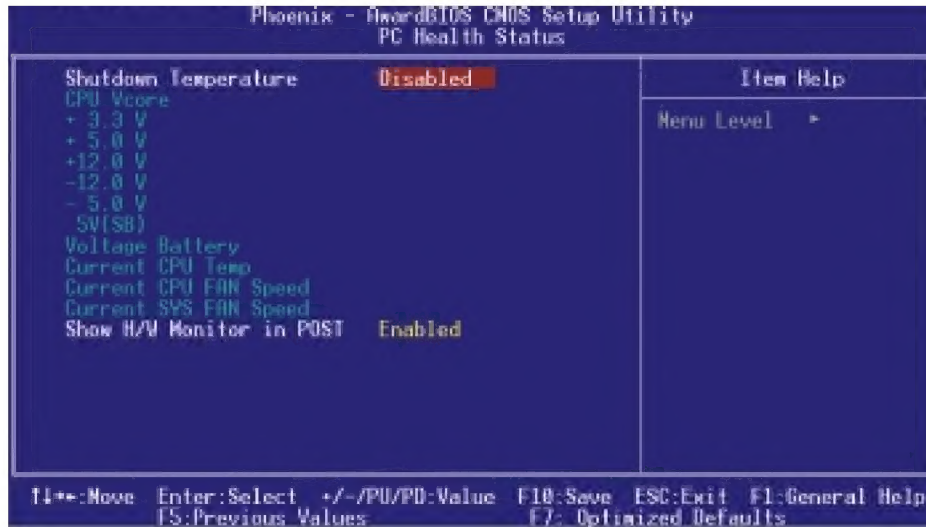 Phoenix - AwardBIOS CMOS Setup Utility
PC Health Status
Shutdown Temperature Disabled
CPU Vcore
+ 3.3 V
+ 5.0 V
+12.0 V
-12.0 V
- 5.0 V
5V(SB)
Voltage Battery
Current CPU Temp
Current CPU FAN Speed
Current SYS FAN Speed
Show H/W Monitor in POST Enabled
Item Help
Menu Level ►
↑↓→←:Move Enter:Select +/-/PU/PD:Value F10:Save ESC:Exit F1:General Help
F5:Previous Values F7: Optimized Defaults